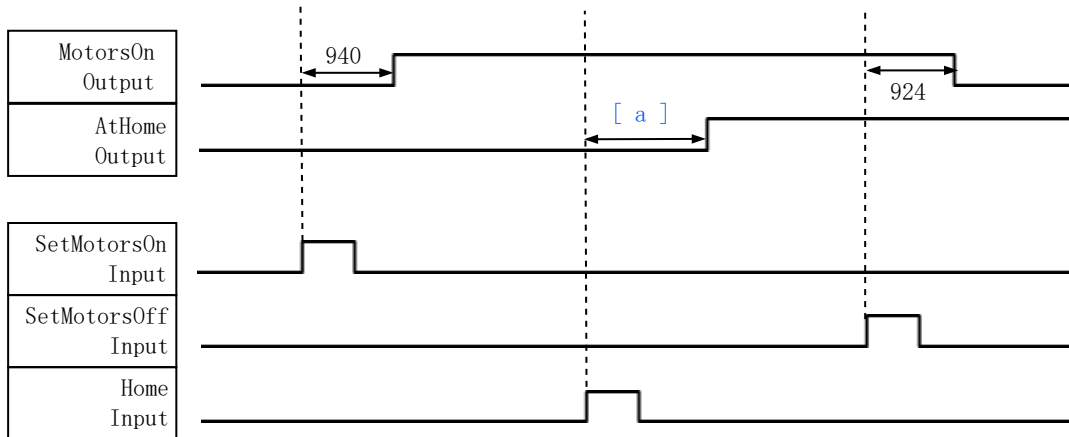 MotorsOn
Output
940
924
AtHome
Output
[ a ]
SetMotorsOn
Input
SetMotorsOff
Input
Home
Input